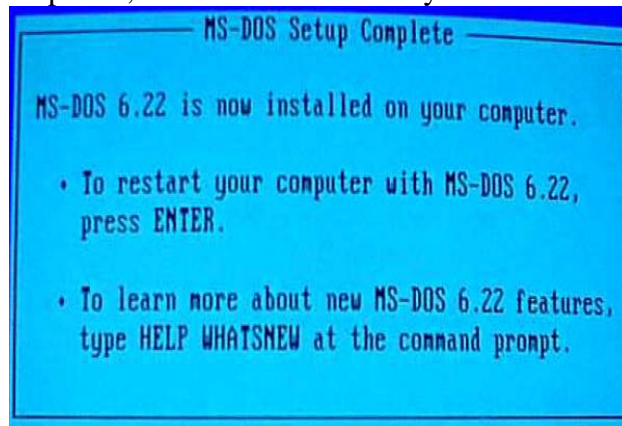 MS-DOS Setup Complete
MS-DOS 6.22 is now installed on your computer.
• To restart your computer with MS-DOS 6.22,
press ENTER.
• To learn more about new MS-DOS 6.22 features,
type HELP WHATSNEW at the command prompt.